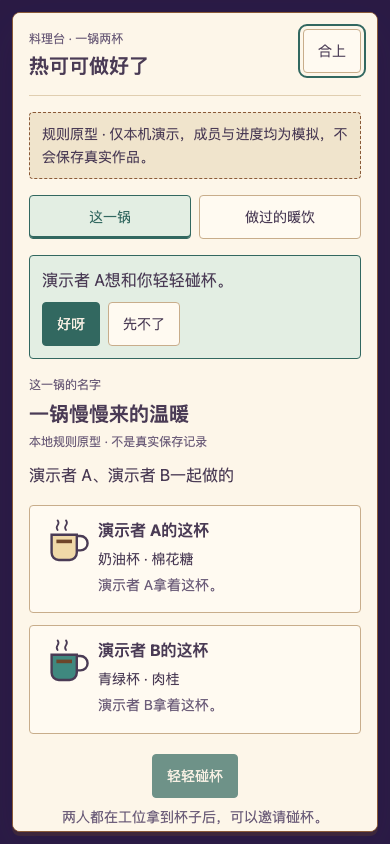 料理台 · 一锅两杯
热可可做好了
合上
规则原型 · 仅本机演示，成员与进度均为模拟，不
会保存真实作品。
这一锅
做过的暖饮
演示者 A想和你轻轻碰杯。
好呀
先不了
这一锅的名字
一锅慢慢来的温暖
本地规则原型 · 不是真实保存记录
演示者 A、演示者 B一起做的
演示者 A的这杯
奶油杯 · 棉花糖
演示者 A拿着这杯。
演示者 B的这杯
青绿杯 · 肉桂
演示者 B拿着这杯。
轻轻碰杯
两人都在工位拿到杯子后，可以邀请碰杯。